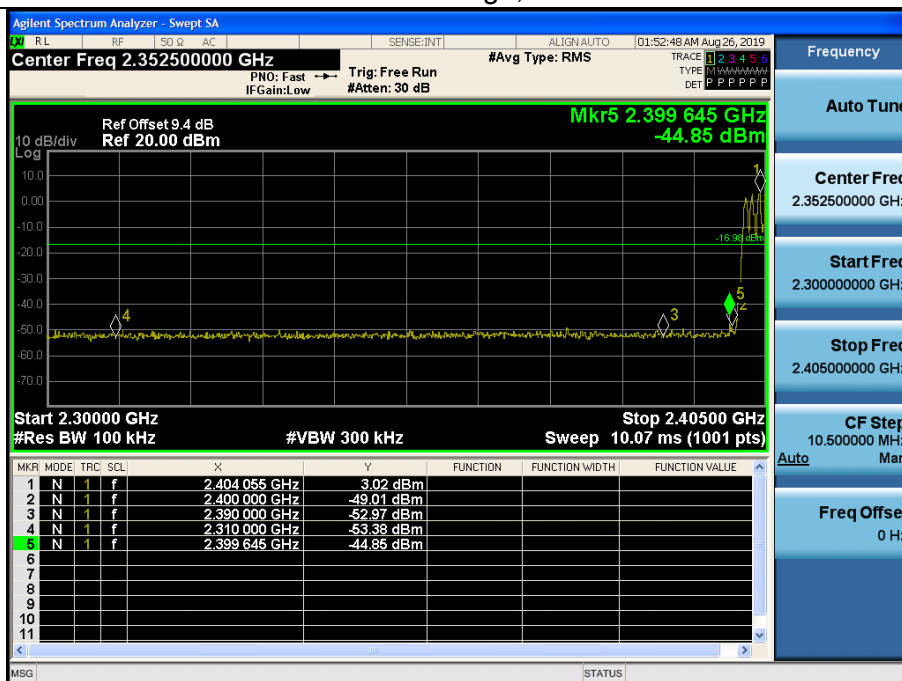 Agilent Spectrum Analyzer - Swept SA
LXI RL RF 50 Ω AC SENSE:INT ALIGN AUTO 01:52:48 AM Aug 26, 2019
Center Freq 2.352500000 GHz #Avg Type: RMS TRACE 1 2 3 4 5 6
PNO: Fast Trig: Free Run TYPE M WWWWW
IFGain:Low #Atten: 30 dB DET P P P P P P
Frequency
Auto Tune
Mkr5 2.399 645 GHz
-44.85 dBm
Ref Offset 9.4 dB
10 dB/div Ref 20.00 dBm
Log
10.0
0.00
-10.0
-20.0
-30.0
-40.0
-50.0
-60.0
-70.0
1
-16.98 dBm
5
2
3
4
Center Freq
2.352500000 GHz
Start Freq
2.300000000 GHz
Stop Freq
2.405000000 GHz
Start 2.30000 GHz Stop 2.40500 GHz
#Res BW 100 kHz #VBW 300 kHz Sweep 10.07 ms (1001 pts)
CF Step
10.500000 MHz
Auto Man
Freq Offset
0 Hz
MKR MODE TRC SCL X Y FUNCTION FUNCTION WIDTH FUNCTION VALUE
1 N 1 f 2.404 055 GHz 3.02 dBm
2 N 1 f 2.400 000 GHz -49.01 dBm
3 N 1 f 2.390 000 GHz -52.97 dBm
4 N 1 f 2.310 000 GHz -53.38 dBm
5 N 1 f 2.399 645 GHz -44.85 dBm
6
7
8
9
10
11
MSG STATUS